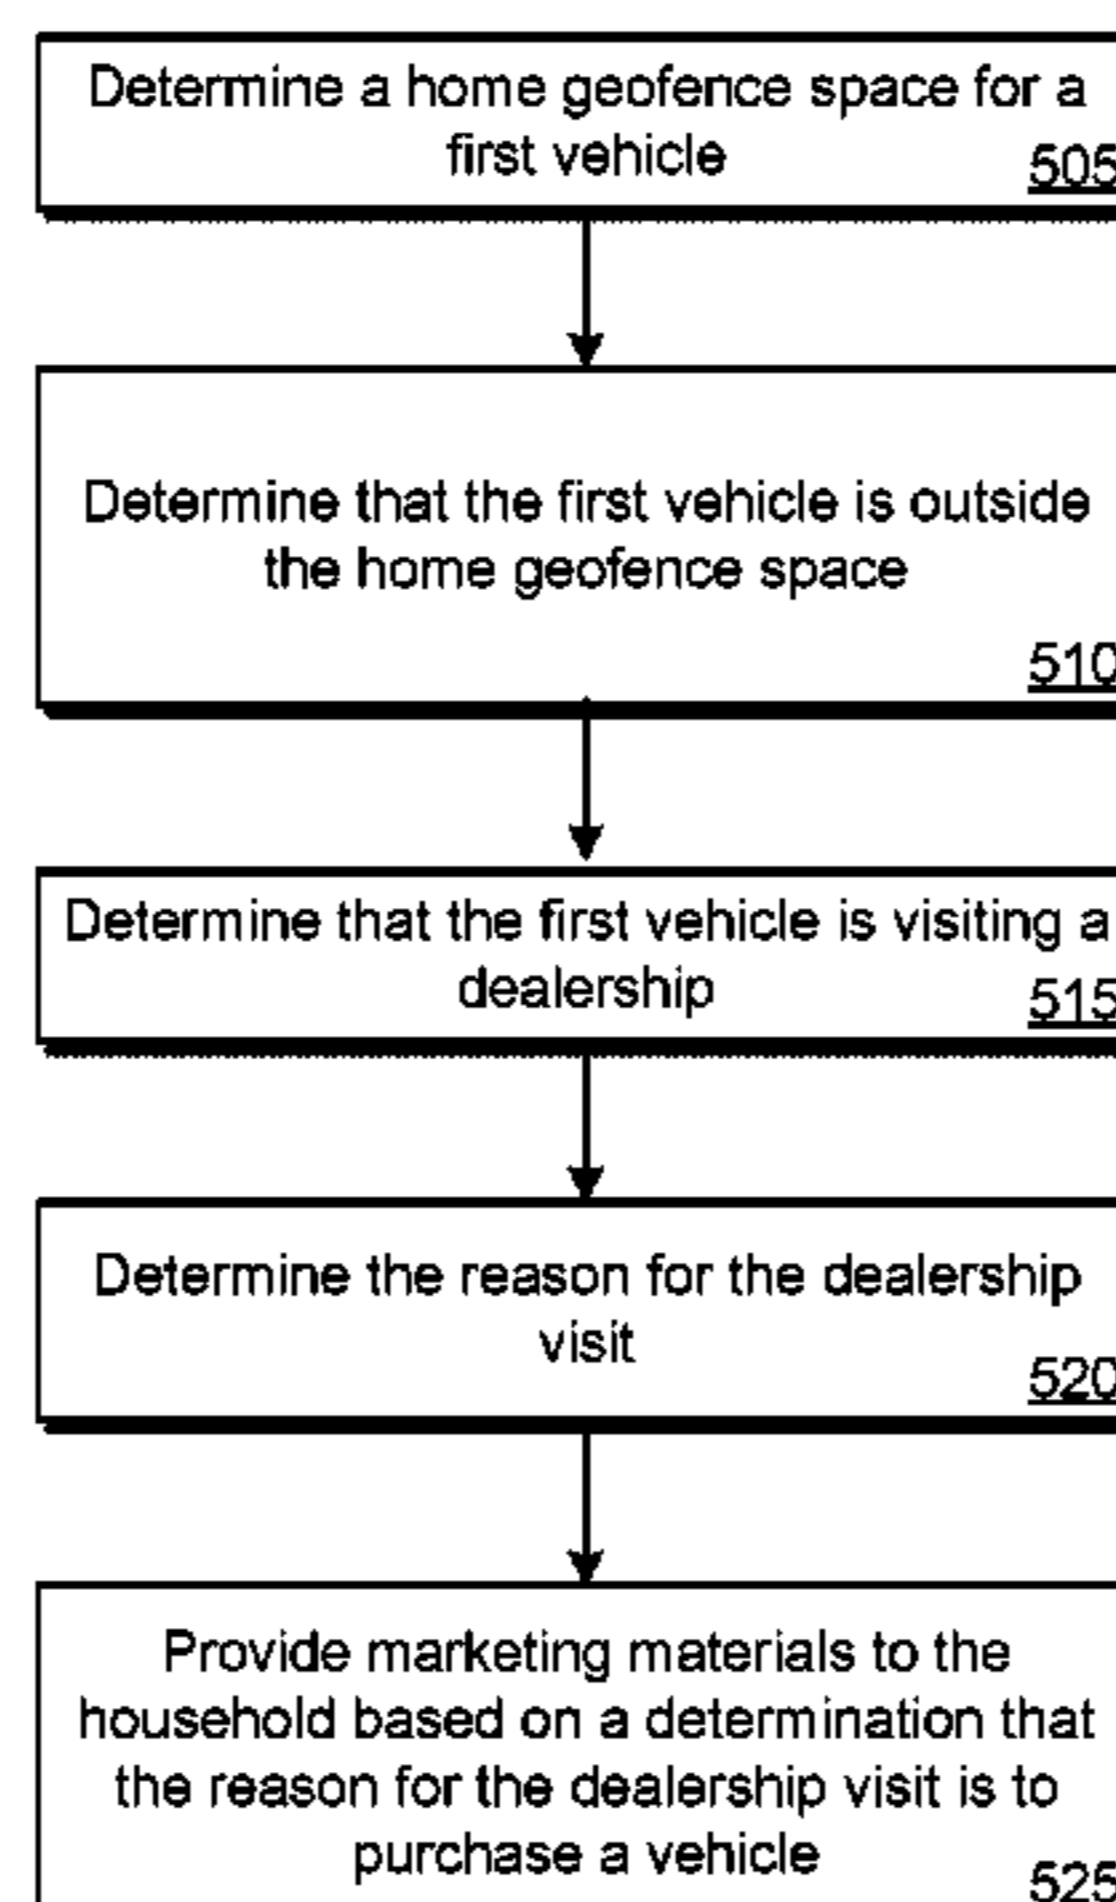 Determine a home geofence space for a
first vehicle
505
Determine that the first vehicle is outside
the home geofence space
510
Determine that the first vehicle is visiting a
dealership
515
Determine the reason for the dealership
visit
520
Provide marketing materials to the
household based on a determination that
the reason for the dealership visit is to
purchase a vehicle
525